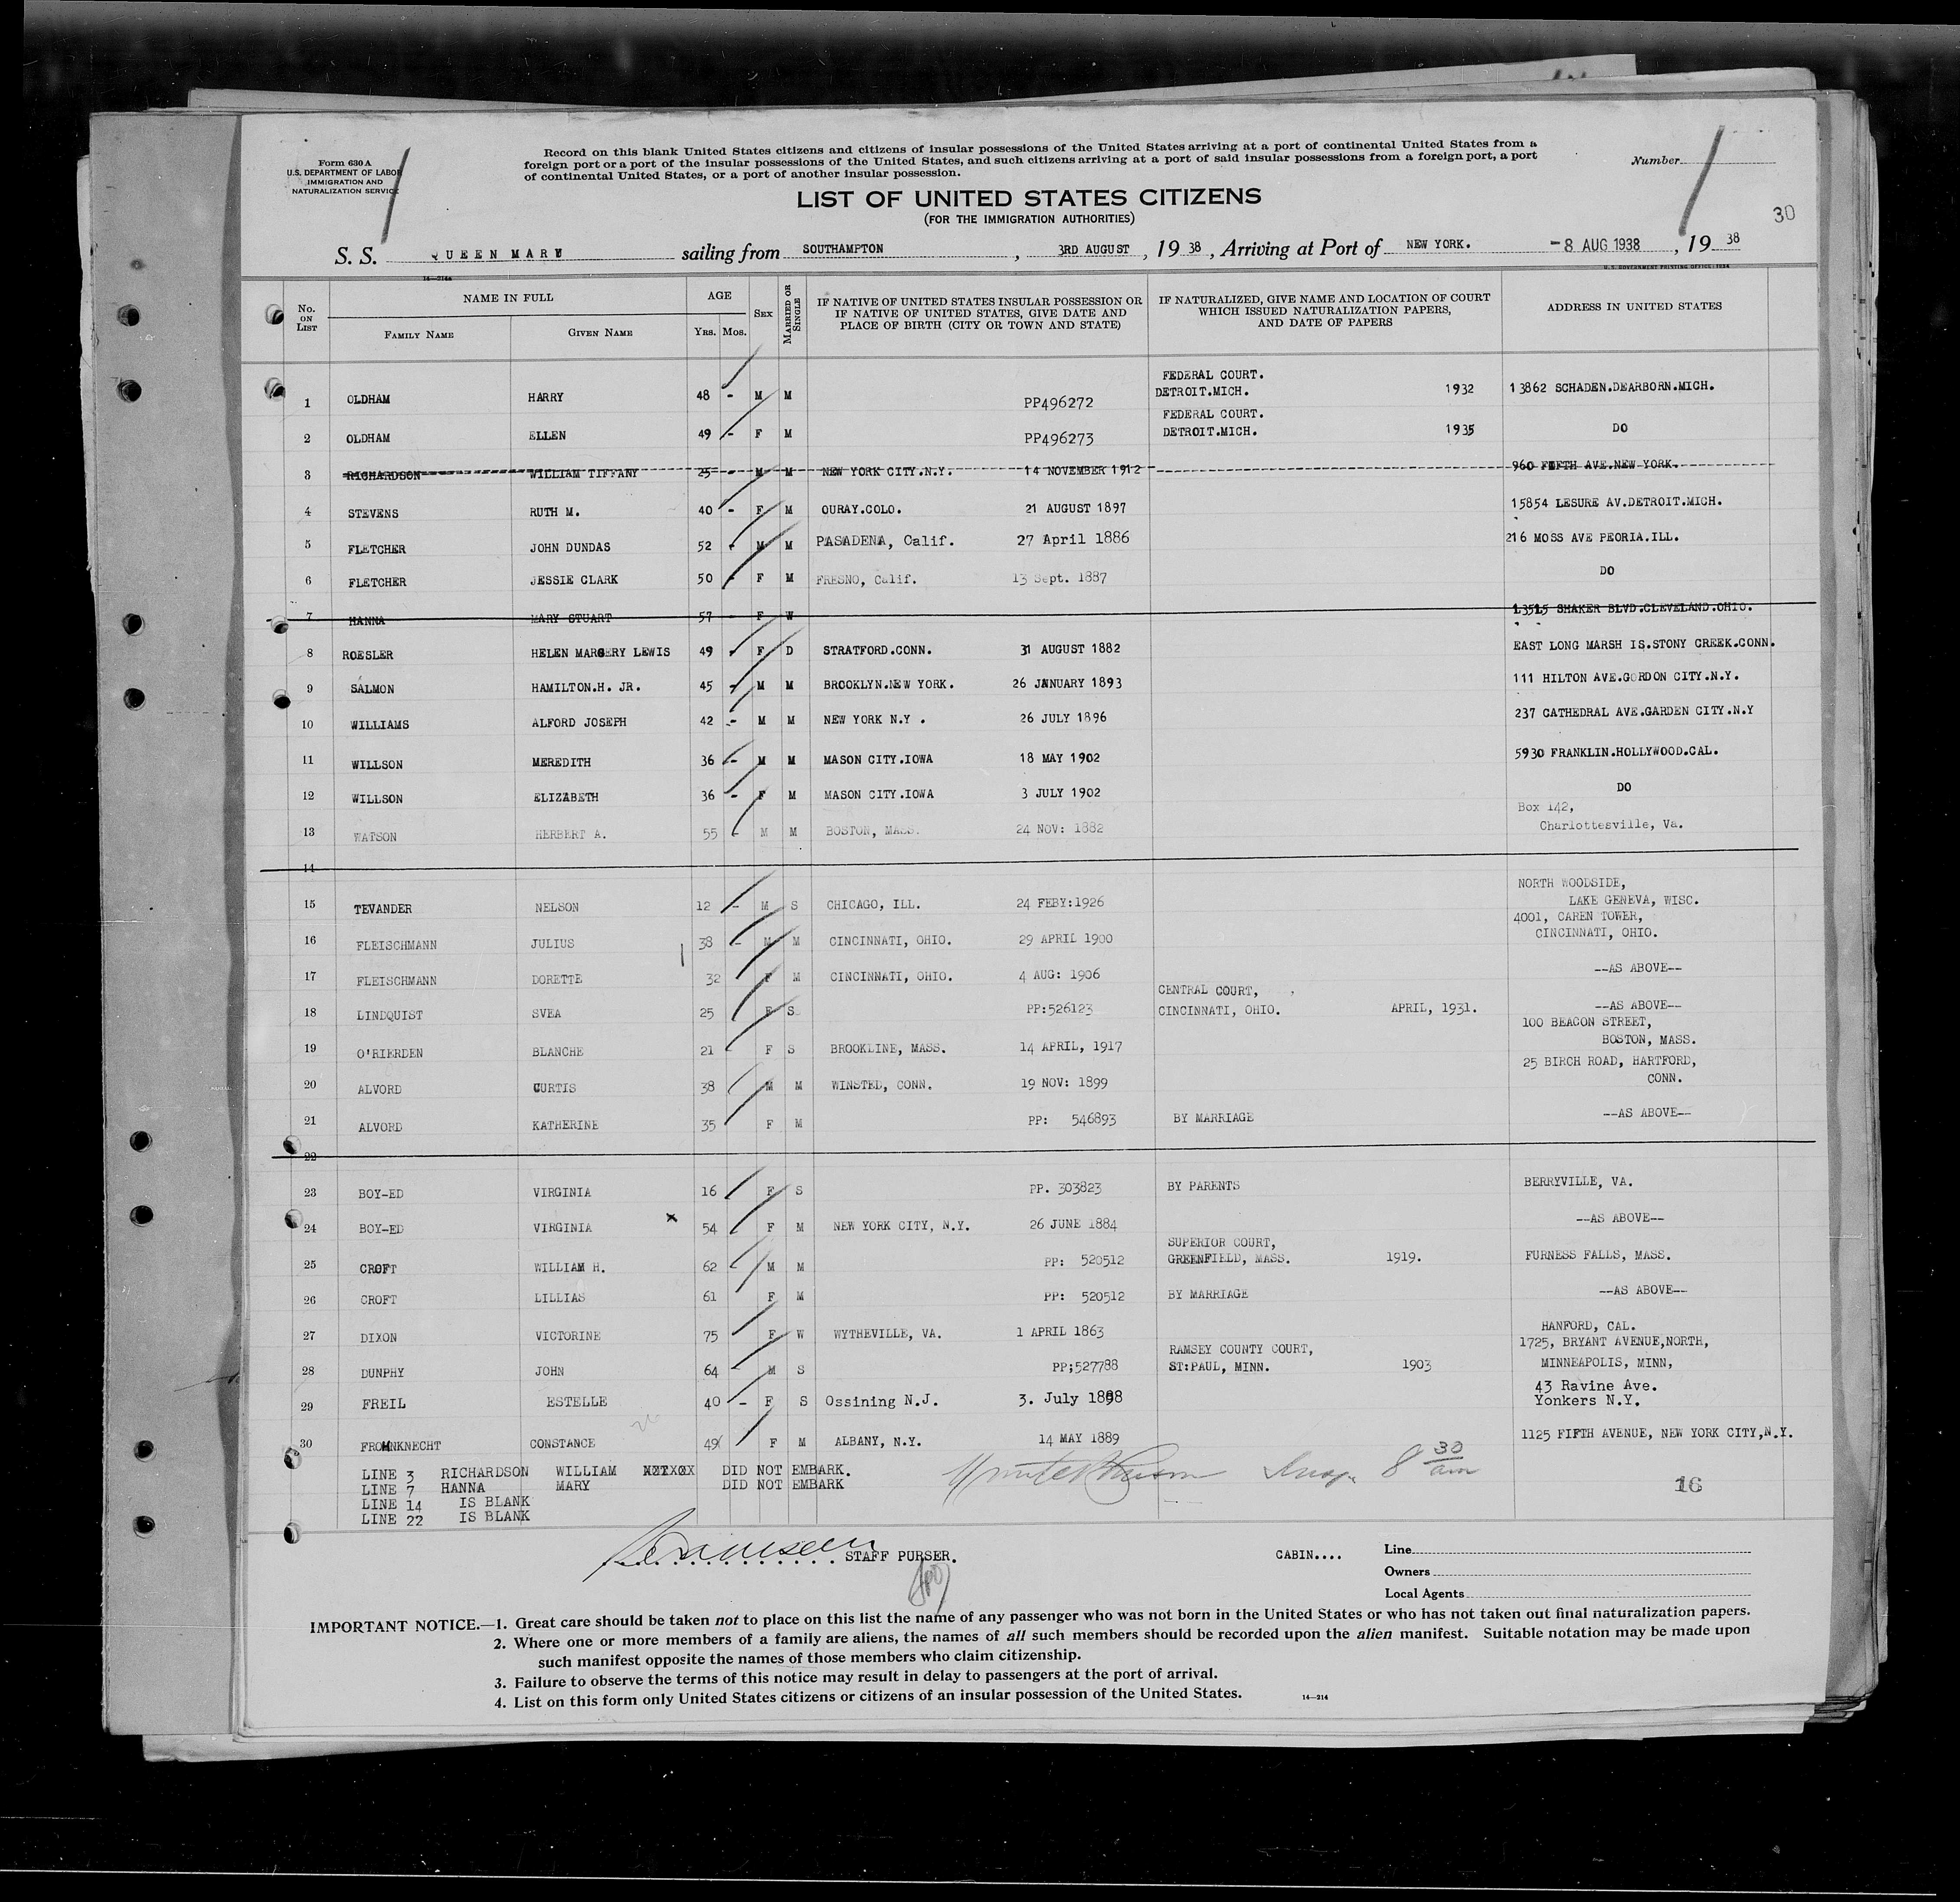 Form 630 A
U.S. DEPARTMENT OF LABOR
IMMIGRATION AND
NATURALIZATION SERVICE
Record on this blank United States citizens and citizens of insular possessions of the United States arriving at a port of continental United States from a
foreign port or a port of the insular possessions of the United States, and such citizens arriving at a port of said insular possessions from a foreign port, a port
of continental United States, or a port of another insular possession.
Number
30
LIST OF UNITED STATES CITIZENS
(FOR THE IMMIGRATION AUTHORITIES)
S. S. QUEEN MARY sailing from SOUTHAMPTON, 3RD AUGUST, 19 38, Arriving at Port of NEW YORK. -8 AUG 1938, 19 38
14—214a U.S. GOVERNMENT PRINTING OFFICE: 1934
No. ON LIST NAME IN FULL FAMILY NAME GIVEN NAME AGE YRS. MOS. SEX MARRIED OR SINGLE IF NATIVE OF UNITED STATES INSULAR POSSESSION OR IF NATIVE OF UNITED STATES, GIVE DATE AND PLACE OF BIRTH (CITY OR TOWN AND STATE) IF NATURALIZED, GIVE NAME AND LOCATION OF COURT WHICH ISSUED NATURALIZATION PAPERS, AND DATE OF PAPERS ADDRESS IN UNITED STATES
1 OLDHAM HARRY 48 - M M PP496272 FEDERAL COURT. DETROIT.MICH. 1932 13862 SCHADEN.DEARBORN.MICH.
2 OLDHAM ELLEN 49 - F M PP496273 FEDERAL COURT. DETROIT.MICH. 1935 DO
3 RICHARDSON WILLIAM TIFFANY 25 - M M NEW YORK CITY.N.Y. 14 NOVEMBER 1912 960 FIFTH AVE.NEW YORK.
4 STEVENS RUTH M. 40 - F M OURAY.COLO. 21 AUGUST 1897 15854 LESURE AV.DETROIT.MICH.
5 FLETCHER JOHN DUNDAS 52 - M M PASADENA, Calif. 27 April 1886 216 MOSS AVE PEORIA.ILL.
6 FLETCHER JESSIE CLARK 50 - F M FRESNO, Calif. 13 Sept. 1887 DO
7 HANNA MARY STUART 57 - F W 13515 SHAKER BLVD.CLEVELAND.OHIO.
8 ROESLER HELEN MARGERY LEWIS 49 - F D STRATFORD.CONN. 31 AUGUST 1882 EAST LONG MARSH IS.STONY CREEK.CONN.
9 SALMON HAMILTON.H. JR. 45 - M M BROOKLYN.NEW YORK. 26 JANUARY 1893 111 HILTON AVE.GORDON CITY.N.Y.
10 WILLIAMS ALFORD JOSEPH 42 - M M NEW YORK N.Y . 26 JULY 1896 237 CATHEDRAL AVE.GARDEN CITY.N.Y
11 WILLSON MEREDITH 36 - M M MASON CITY.IOWA 18 MAY 1902 5930 FRANKLIN.HOLLYWOOD.CAL.
12 WILLSON ELIZABETH 36 - F M MASON CITY.IOWA 3 JULY 1902 DO
13 WATSON HERBERT A. 55 - M M BOSTON, MASS. 24 NOV: 1882 Box 142, Charlottesville, Va.
14
15 TEVANDER NELSON 12 - M S CHICAGO, ILL. 24 FEBY:1926 NORTH WOODSIDE, LAKE GENEVA, WISC.
16 FLEISCHMANN JULIUS 38 - M M CINCINNATI, OHIO. 29 APRIL 1900 4001, CAREN TOWER, CINCINNATI, OHIO.
17 FLEISCHMANN DORETTE 32 F M CINCINNATI, OHIO. 4 AUG: 1906 --AS ABOVE--
18 LINDQUIST SVEA 25 F S PP:526123 CENTRAL COURT, CINCINNATI, OHIO. APRIL, 1931. --AS ABOVE--
19 O'RIERDEN BLANCHE 21 F S BROOKLINE, MASS. 14 APRIL, 1917 100 BEACON STREET, BOSTON, MASS.
20 ALVORD CURTIS 38 M M WINSTED, CONN. 19 NOV: 1899 25 BIRCH ROAD, HARTFORD, CONN.
21 ALVORD KATHERINE 35 F M PP: 546893 BY MARRIAGE --AS ABOVE--
22
23 BOY-ED VIRGINIA 16 F S PP. 303823 BY PARENTS BERRYVILLE, VA.
24 BOY-ED VIRGINIA x 54 F M NEW YORK CITY, N.Y. 26 JUNE 1884 --AS ABOVE--
25 CROFT WILLIAM H. 62 M M PP: 520512 SUPERIOR COURT, GREENFIELD, MASS. 1919. FURNESS FALLS, MASS.
26 CROFT LILLIAS 61 F M PP: 520512 BY MARRIAGE --AS ABOVE--
27 DIXON VICTORINE 75 F W WYTHEVILLE, VA. 1 APRIL 1863 HANFORD, CAL.
28 DUNPHY JOHN 64 M S PP;527788 RAMSEY COUNTY COURT, ST:PAUL, MINN. 1903 1725, BRYANT AVENUE,NORTH, MINNEAPOLIS, MINN,
29 FREIL ESTELLE 40 - F S Ossining N.J. 3. July 1898 43 Ravine Ave. Yonkers N.Y.
30 FROHNKNECHT CONSTANCE 49 F M ALBANY, N.Y. 14 MAY 1889 1125 FIFTH AVENUE, NEW YORK CITY,N.Y.
LINE 3 RICHARDSON WILLIAM DID NOT EMBARK.
LINE 7 HANNA MARY DID NOT EMBARK
LINE 14 IS BLANK
LINE 22 IS BLANK
8 30 am
16
STAFF PURSER.
CABIN....
Line
Owners
Local Agents
IMPORTANT NOTICE.—1. Great care should be taken not to place on this list the name of any passenger who was not born in the United States or who has not taken out final naturalization papers.
2. Where one or more members of a family are aliens, the names of all such members should be recorded upon the alien manifest. Suitable notation may be made upon
such manifest opposite the names of those members who claim citizenship.
3. Failure to observe the terms of this notice may result in delay to passengers at the port of arrival.
4. List on this form only United States citizens or citizens of an insular possession of the United States.
14—214